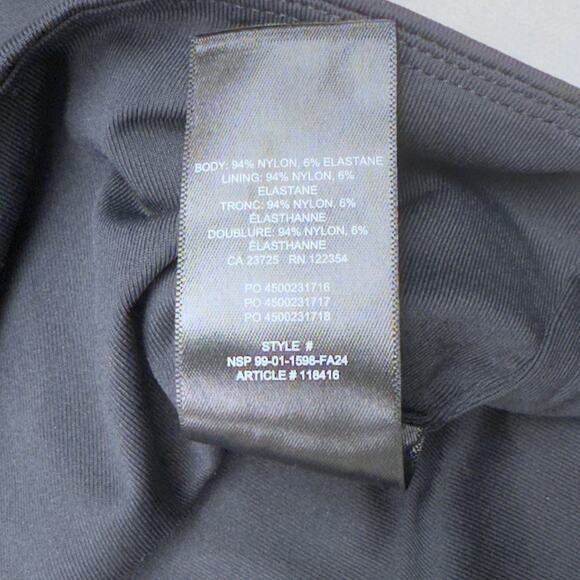 BODY: 94% NYLON, 6% ELASTANE
LINING: 94% NYLON, 6%
ELASTANE
TRONC: 94% NYLON, 6%
ÉLASTHANNE
DOUBLURE: 94% NYLON, 6%
ÉLASTHANNE
CA 23725 RN 122354
PO 4500231716
PO 4500231717
PO 4500231718
STYLE #
NSP 99-01-1598-FA24
ARTICLE # 118416